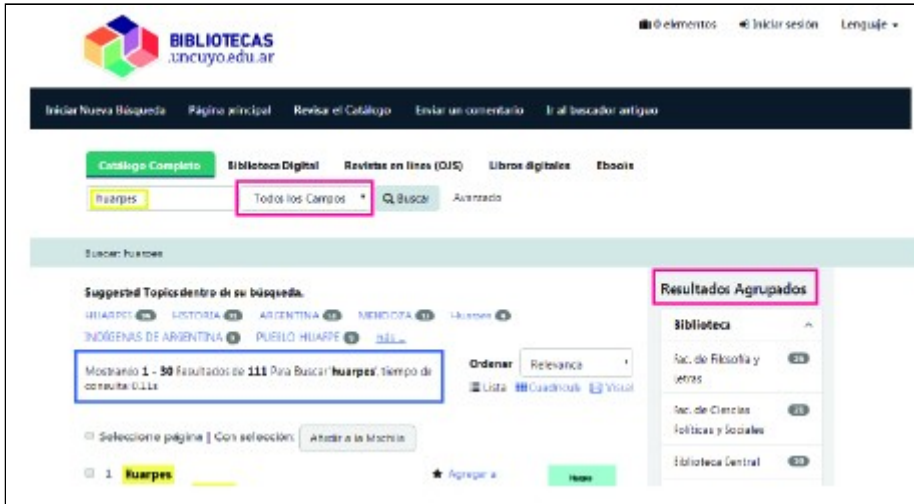 BIBLIOTECAS
.uncuyo.edu.ar
0 elementos Iniciar sesión Lenguaje
Iniciar Nueva Búsqueda Página principal Revisar el Catálogo Enviar un comentario Ir al buscador antiguo
Catálogo Completo Biblioteca Digital Revistas en línea (OJS) Libros digitales Ebooks
huarpes Todos los Campos Buscar Avanzado
Buscar: huarpes
Suggested Topics dentro de su búsqueda.
HUARPES HISTORIA ARGENTINA MENDOZA Huarpes
INDÍGENAS DE ARGENTINA PUEBLO HUARPE más ...
Mostrando 1 - 30 Resultados de 111 Para Buscar 'huarpes', tiempo de
consulta: 0.11s
Ordenar Relevancia
Lista Cuadrícula Visual
Seleccione página | Con selección: Añadir a la Mochila
1 Huarpes Agregar a
Resultados Agrupados
Biblioteca
Fac. de Filosofía y
Letras
Fac. de Ciencias
Políticas y Sociales
Biblioteca Central